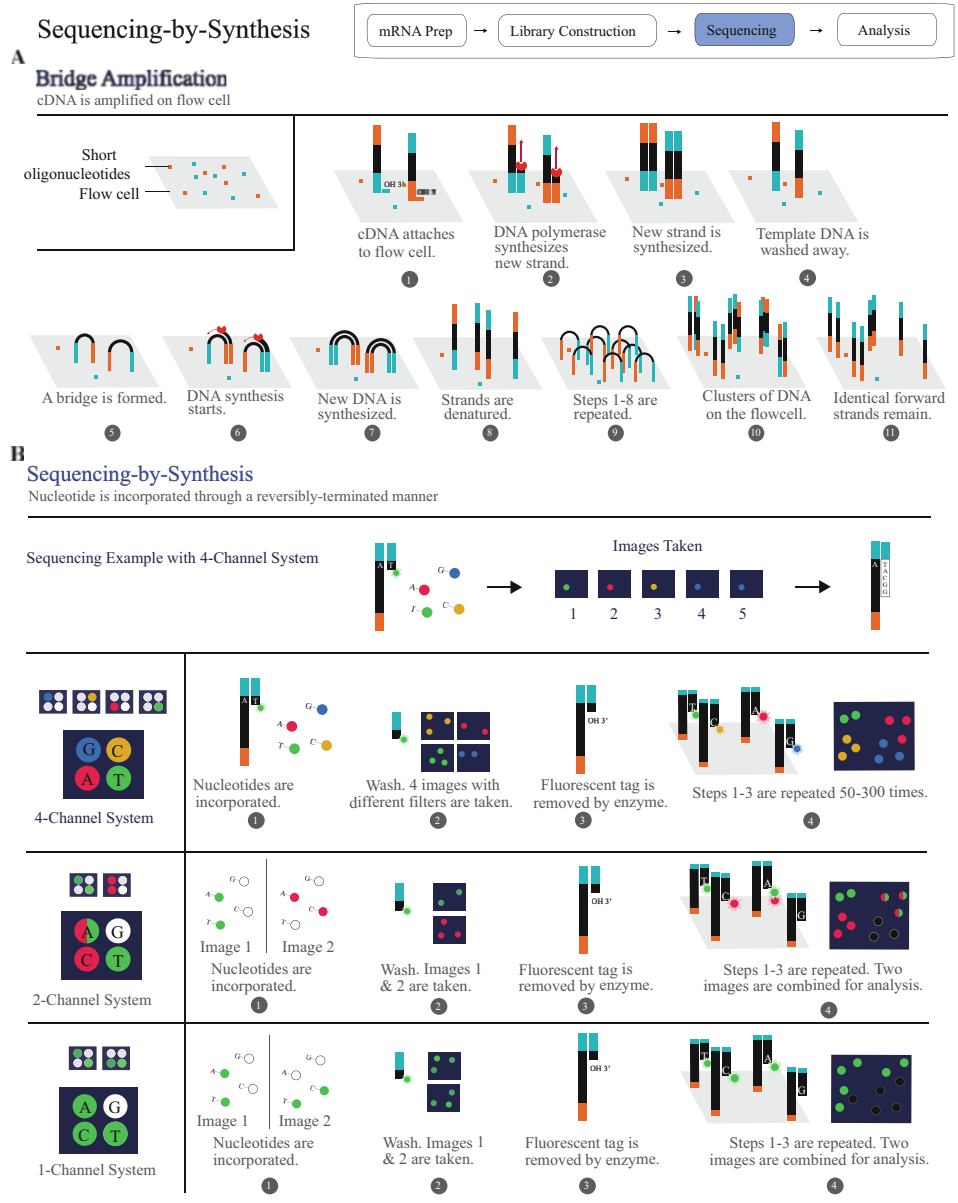 Sequencing-by-Synthesis
mRNA Prep
Library Construction
Sequencing
Analysis
A
Bridge Amplification
cDNA is amplified on flow cell
Short
oligonucleotides
Flow cell
OH 3'
cDNA attaches
to flow cell.
1
DNA polymerase
synthesizes
new strand.
2
New strand is
synthesized.
3
Template DNA is
washed away.
4
A bridge is formed.
5
DNA synthesis
starts.
6
New DNA is
synthesized.
7
Strands are
denatured.
8
Steps 1-8 are
repeated.
9
Clusters of DNA
on the flowcell.
10
Identical forward
strands remain.
11
B
Sequencing-by-Synthesis
Nucleotide is incorporated through a reversibly-terminated manner
Sequencing Example with 4-Channel System
A T
G
A
T
C
Images Taken
1 2 3 4 5
A
T
A
C
G
G
G C
A T
4-Channel System
A T
G
A
T
C
Nucleotides are
incorporated.
1
Wash. 4 images with
different filters are taken.
2
OH 3'
Fluorescent tag is
removed by enzyme.
3
T
C
A
G
Steps 1-3 are repeated 50-300 times.
4
A G
C T
2-Channel System
G
A
C
T
Image 1
G
A
C
T
Image 2
Nucleotides are
incorporated.
1
Wash. Images 1
& 2 are taken.
2
OH 3'
Fluorescent tag is
removed by enzyme.
3
T
C
A
G
Steps 1-3 are repeated. Two
images are combined for analysis.
4
A G
C T
1-Channel System
G
A
C
T
Image 1
G
A
C
T
Image 2
Nucleotides are
incorporated.
1
Wash. Images 1
& 2 are taken.
2
OH 3'
Fluorescent tag is
removed by enzyme.
3
T
C
A
G
Steps 1-3 are repeated. Two
images are combined for analysis.
4